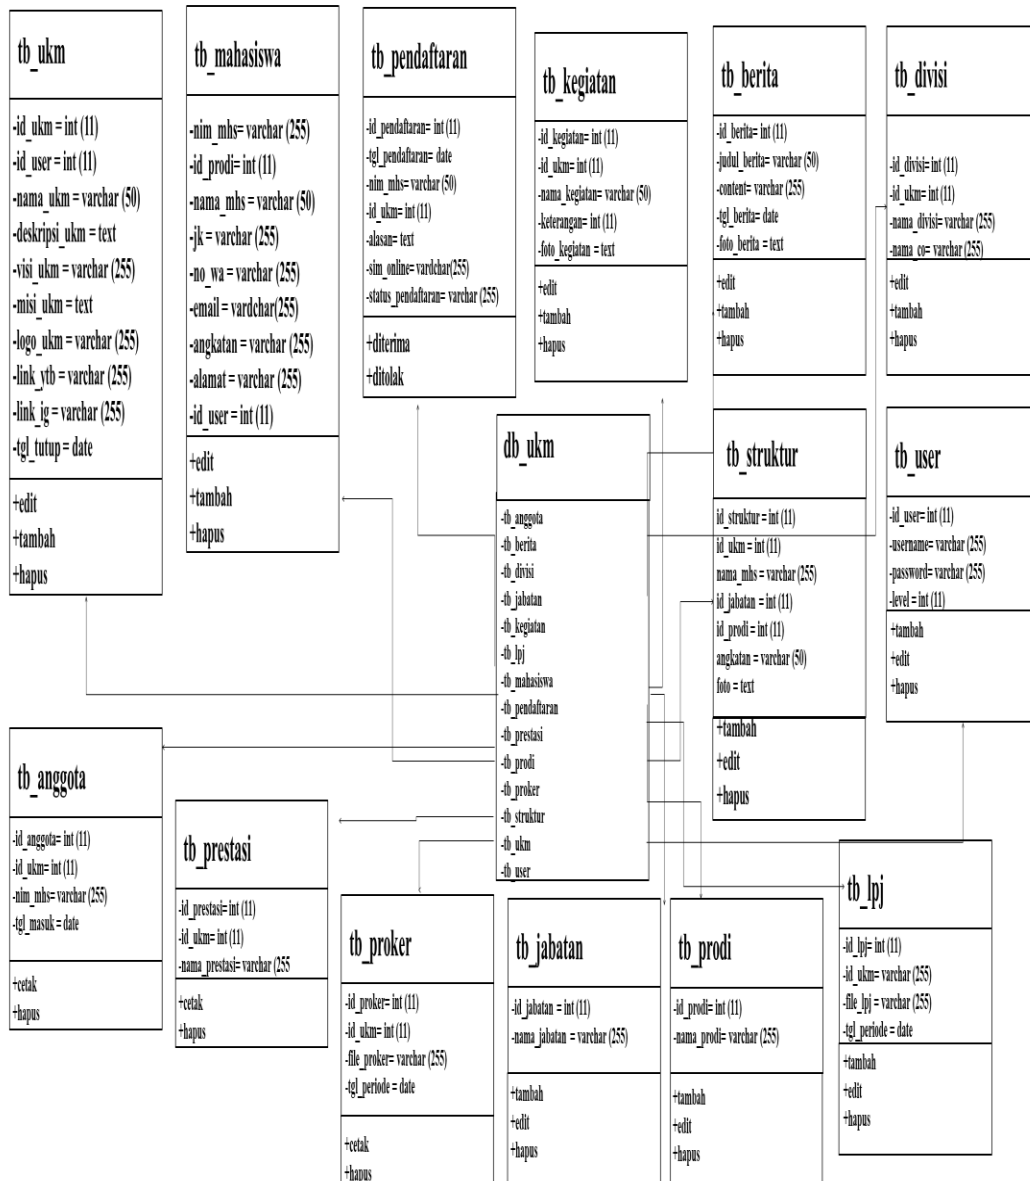 tb_ukm
-id_ukm = int (11)
-id_user = int (11)
-nama_ukm = varchar (50)
-deskripsi_ukm = text
-visi_ukm = varchar (255)
-misi_ukm = text
-logo_ukm = varchar (255)
-link_ytb = varchar (255)
-link_ig = varchar (255)
-tgl_tutup = date
+edit
+tambah
+hapus
tb_mahasiswa
-nim_mhs= varchar (255)
-id_prodi= int (11)
-nama_mhs= varchar (50)
-jk = varchar (255)
-no_wa = varchar (255)
-email = vardchar(255)
-angkatan = varchar (255)
-alamat = varchar (255)
-id_user = int (11)
+edit
+tambah
+hapus
tb_pendaftaran
-id_pendaftaran= int (11)
-tgl_pendaftaran= date
-nim_mhs= varchar (50)
-id_ukm= int (11)
-alasan= text
-sim_online= vardchar(255)
-status_pendaftaran= varchar (255)
+diterima
+ditolak
tb_kegiatan
-id_kegiatan= int (11)
-id_ukm= int (11)
-nama_kegiatan= varchar (50)
-keterangan= int (11)
-foto_kegiatan = text
+edit
+tambah
+hapus
tb_berita
-id_berita= int (11)
-judul_berita= varchar (50)
-content= varchar (255)
-tgl_berita= date
-foto_berita = text
+edit
+tambah
+hapus
tb_divisi
-id_divisi= int (11)
-id_ukm= int (11)
-nama_divisi= varchar (255)
-nama_co= varchar (255)
+edit
+tambah
+hapus
db_ukm
-tb_anggota
-tb_berita
-tb_divisi
-tb_jabatan
-tb_kegiatan
-tb_lpj
-tb_mahasiswa
-tb_pendaftaran
-tb_prestasi
-tb_prodi
-tb_proker
-tb_struktur
-tb_ukm
-tb_user
tb_struktur
id_struktur = int (11)
id_ukm = int (11)
nama_mhs = varchar (255)
id_jabatan = int (11)
id_prodi = int (11)
angkatan = varchar (50)
foto = text
+tambah
+edit
+hapus
tb_user
-id_user= int (11)
-username= varchar (255)
-password= varchar (255)
-level = int (11)
+tambah
+edit
+hapus
tb_anggota
-id_anggota= int (11)
-id_ukm= int (11)
-nim_mhs= varchar (255)
-tgl_masuk = date
+cetak
+hapus
tb_prestasi
-id_prestasi= int (11)
-id_ukm= int (11)
-nama_prestasi= varchar (255
+cetak
+hapus
tb_proker
-id_proker= int (11)
-id_ukm= int (11)
-file_proker= varchar (255)
-tgl_periode = date
+cetak
+hapus
tb_jabatan
-id_jabatan = int (11)
-nama_jabatan = varchar (255)
+tambah
+edit
+hapus
tb_prodi
-id_prodi= int (11)
-nama_prodi= varchar (255)
+tambah
+edit
+hapus
tb_lpj
-id_lpj= int (11)
-id_ukm= varchar (255)
-file_lpj = varchar (255)
-tgl_periode = date
+tambah
+edit
+hapus